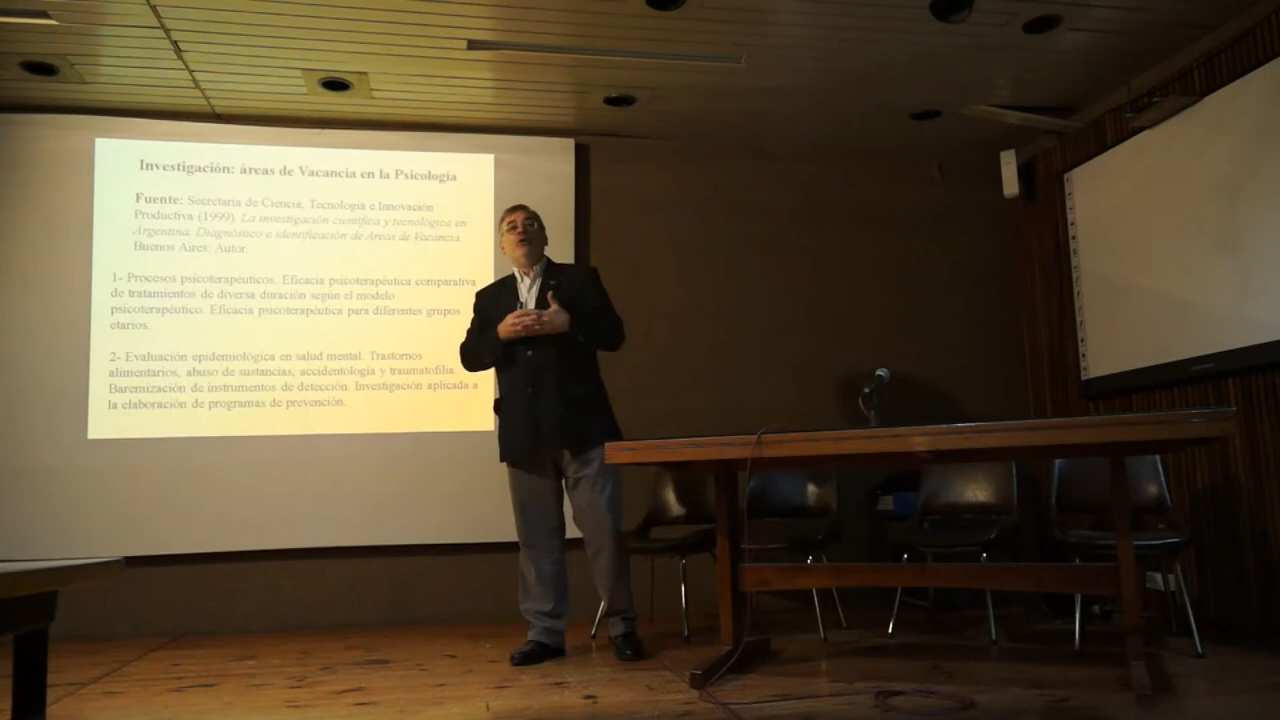 Investigación: áreas de Vacancia en la Psicología
Fuente: Secretaría de Ciencia, Tecnología e Innovación
Productiva (1999). La investigación científica y tecnológica en
Argentina. Diagnóstico e identificación de Areas de Vacancia.
Buenos Aires: Autor.
1- Procesos psicoterapéuticos. Eficacia psicoterapéutica comparativa
de tratamientos de diversa duración según el modelo
psicoterapéutico. Eficacia psicoterapéutica para diferentes grupos
etarios.
2- Evaluación epidemiológica en salud mental. Trastornos
alimentarios, abuso de sustancias, accidentología y traumatofilia.
Baremización de instrumentos de detección. Investigación aplicada a
la elaboración de programas de prevención.